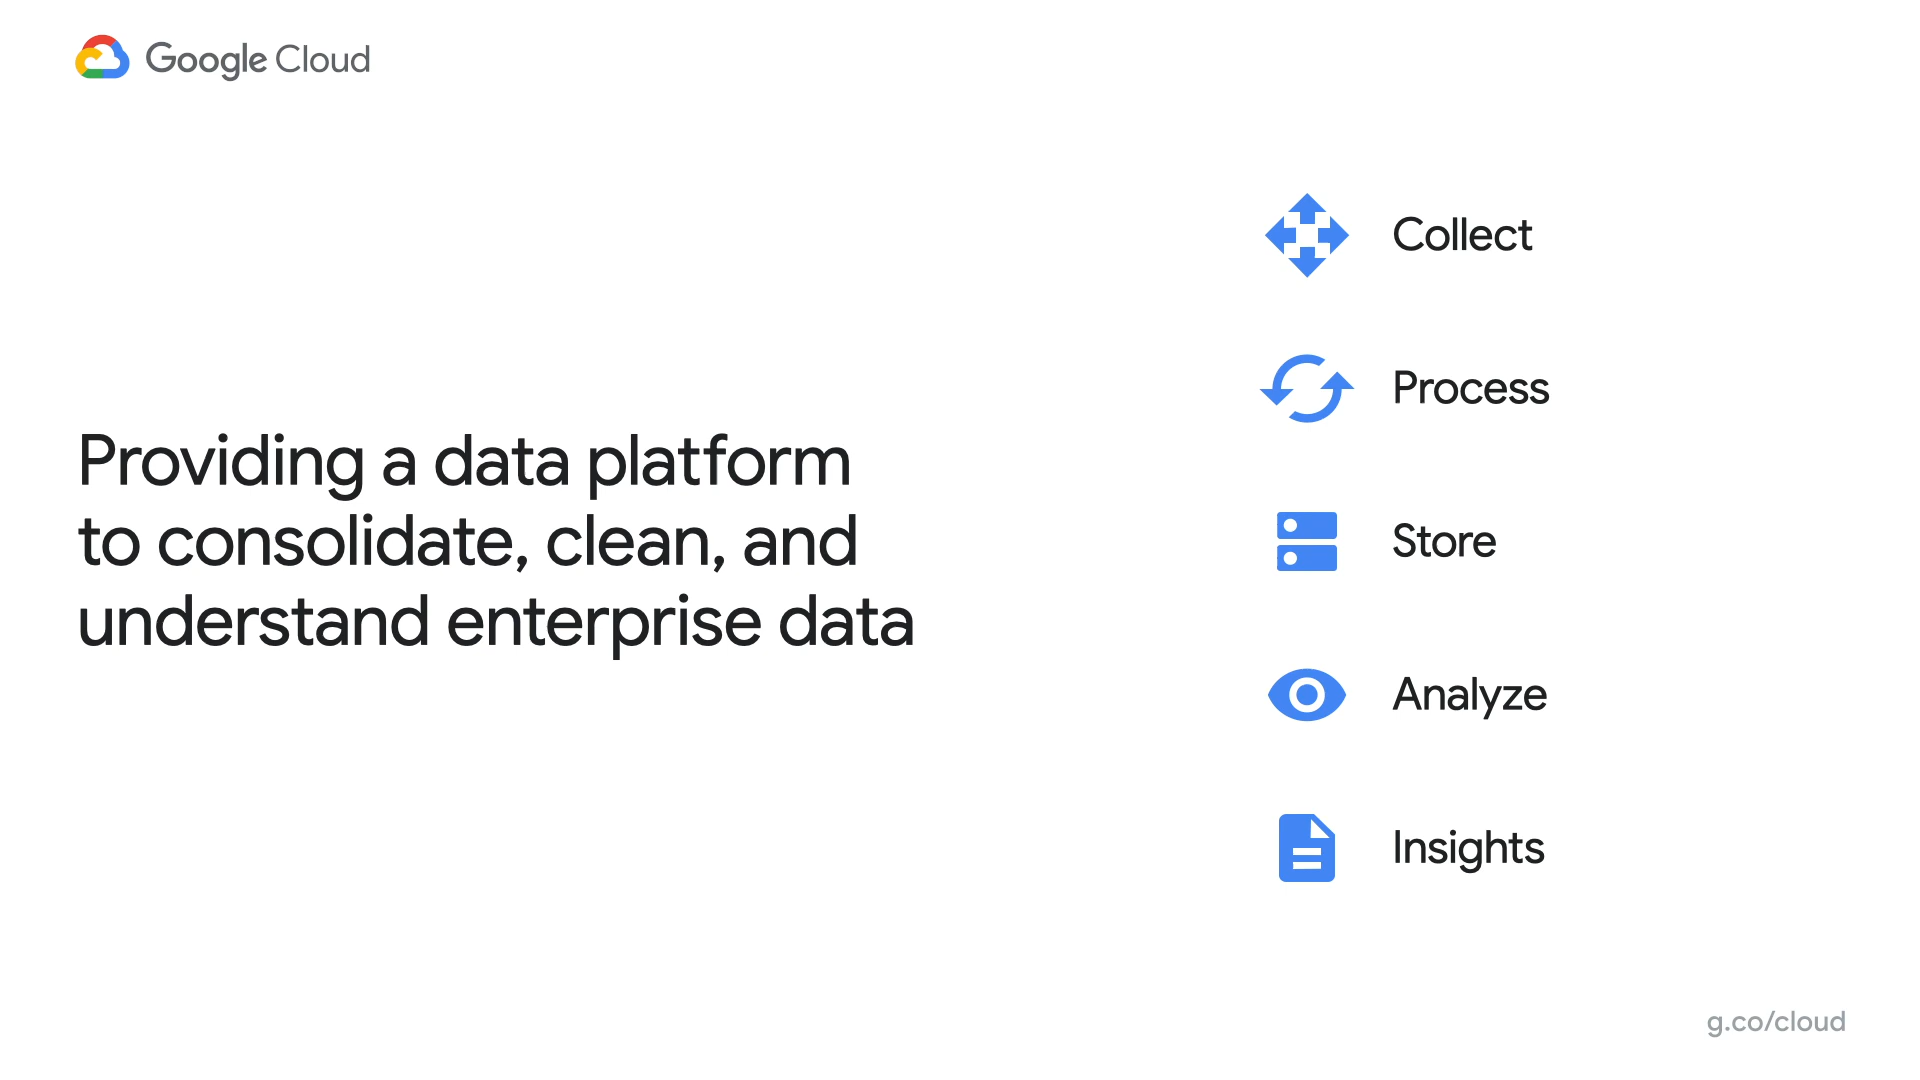 Google Cloud
Providing a data platform
to consolidate, clean, and
understand enterprise data
Collect
Process
Store
Analyze
Insights
g.co/cloud